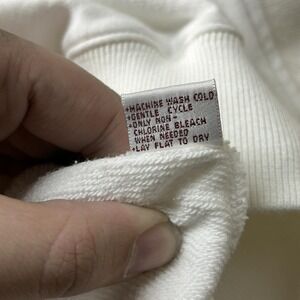 +MACHINE WASH COLD
+GENTLE CYCLE
+ONLY NON-
CHLORINE BLEACH
WHEN NEEDED
+LAY FLAT TO DRY